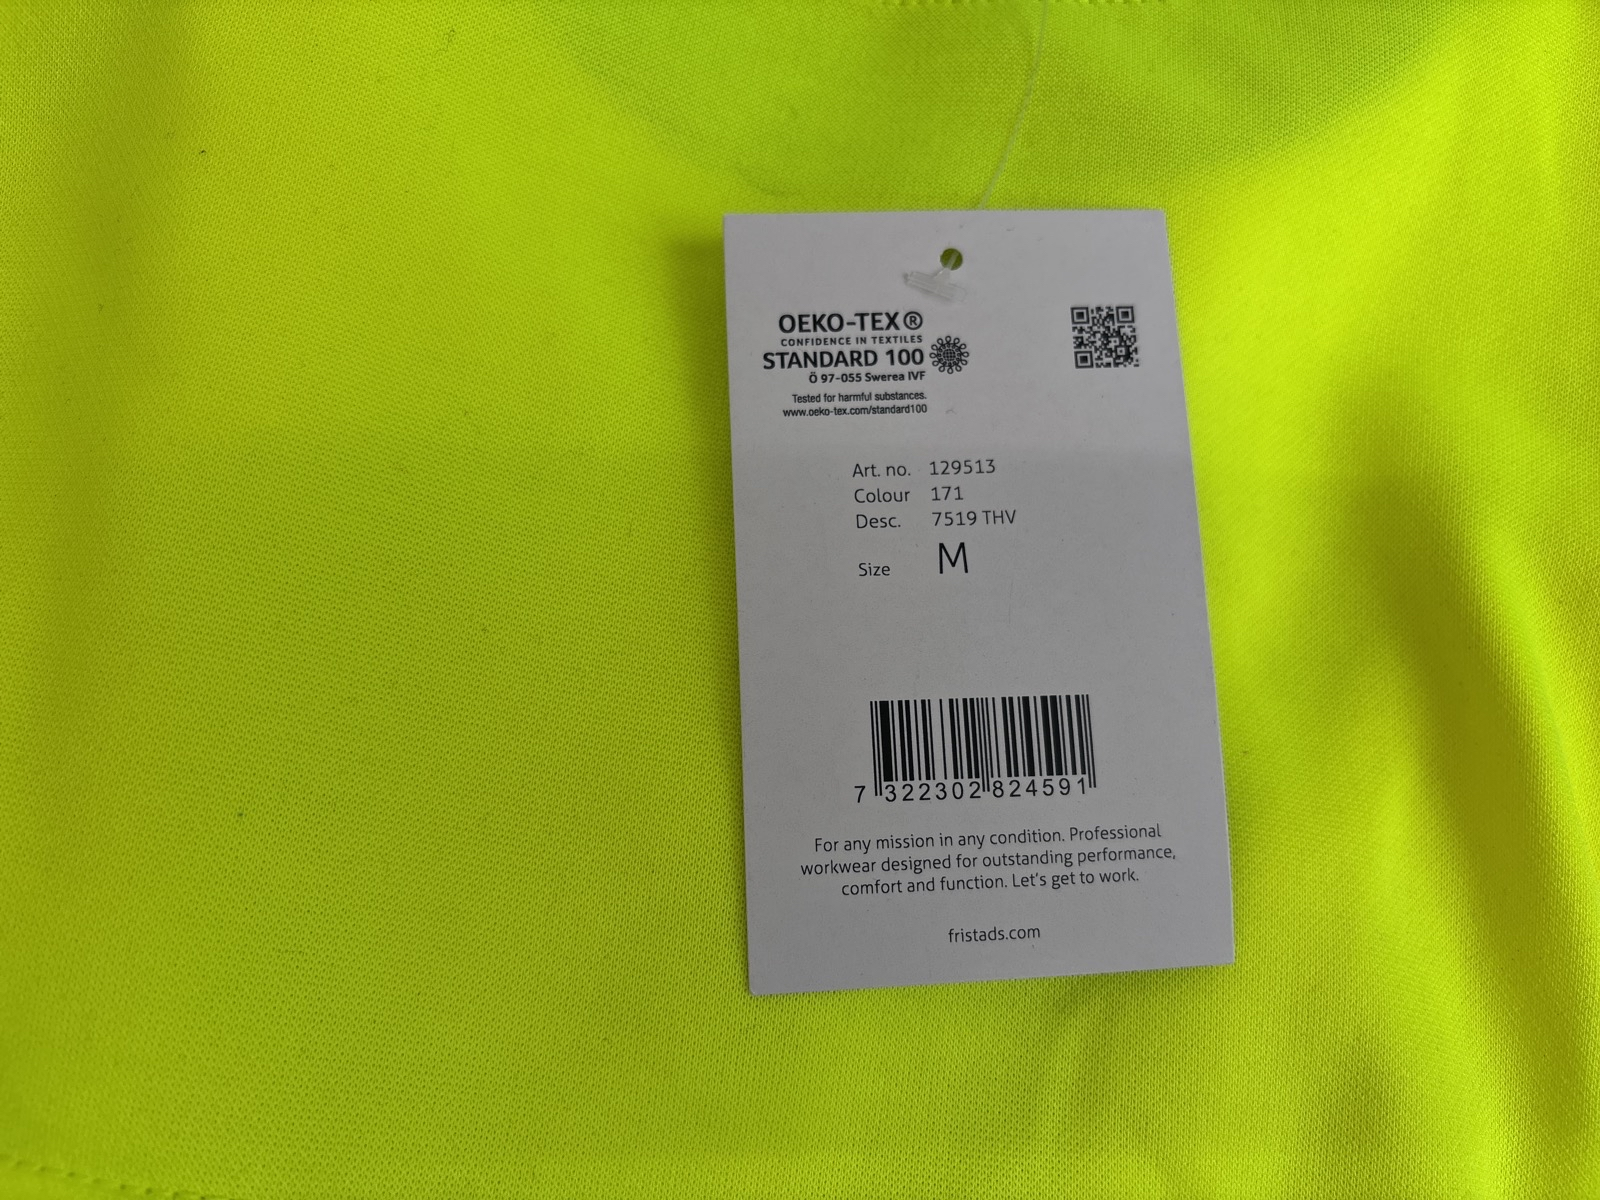 OEKO-TEX®
CONFIDENCE IN TEXTILES
STANDARD 100
Ö 97-055 Swerea IVF
Tested for harmful substances.
www.oeko-tex.com/standard100
Art. no. 129513
Colour 171
Desc. 7519 THV
Size M
7 322302 824591
For any mission in any condition. Professional
workwear designed for outstanding performance,
comfort and function. Let's get to work.
fristads.com